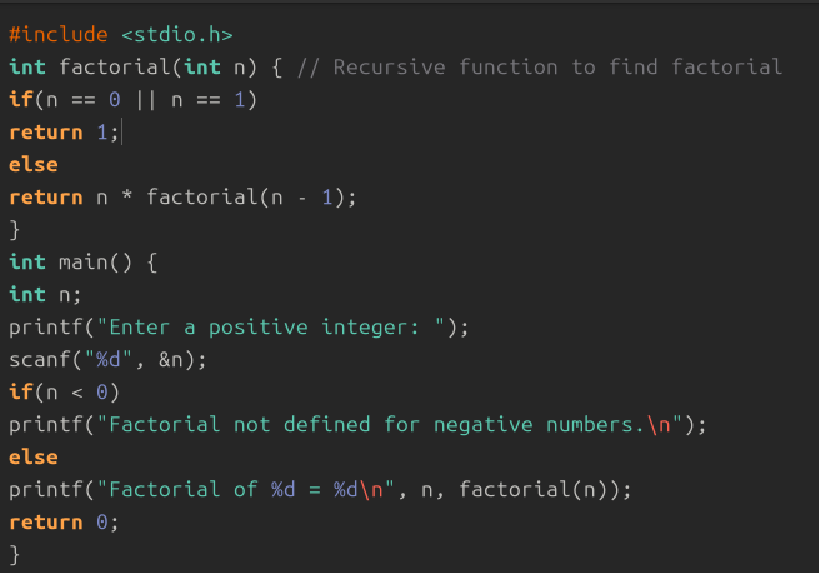 #include <stdio.h>
int factorial(int n) { // Recursive function to find factorial
if(n == 0 || n == 1)
return 1;
else
return n * factorial(n - 1);
}
int main() {
int n;
printf("Enter a positive integer: ");
scanf("%d", &n);
if(n < 0)
printf("Factorial not defined for negative numbers.\n");
else
printf("Factorial of %d = %d\n", n, factorial(n));
return 0;
}